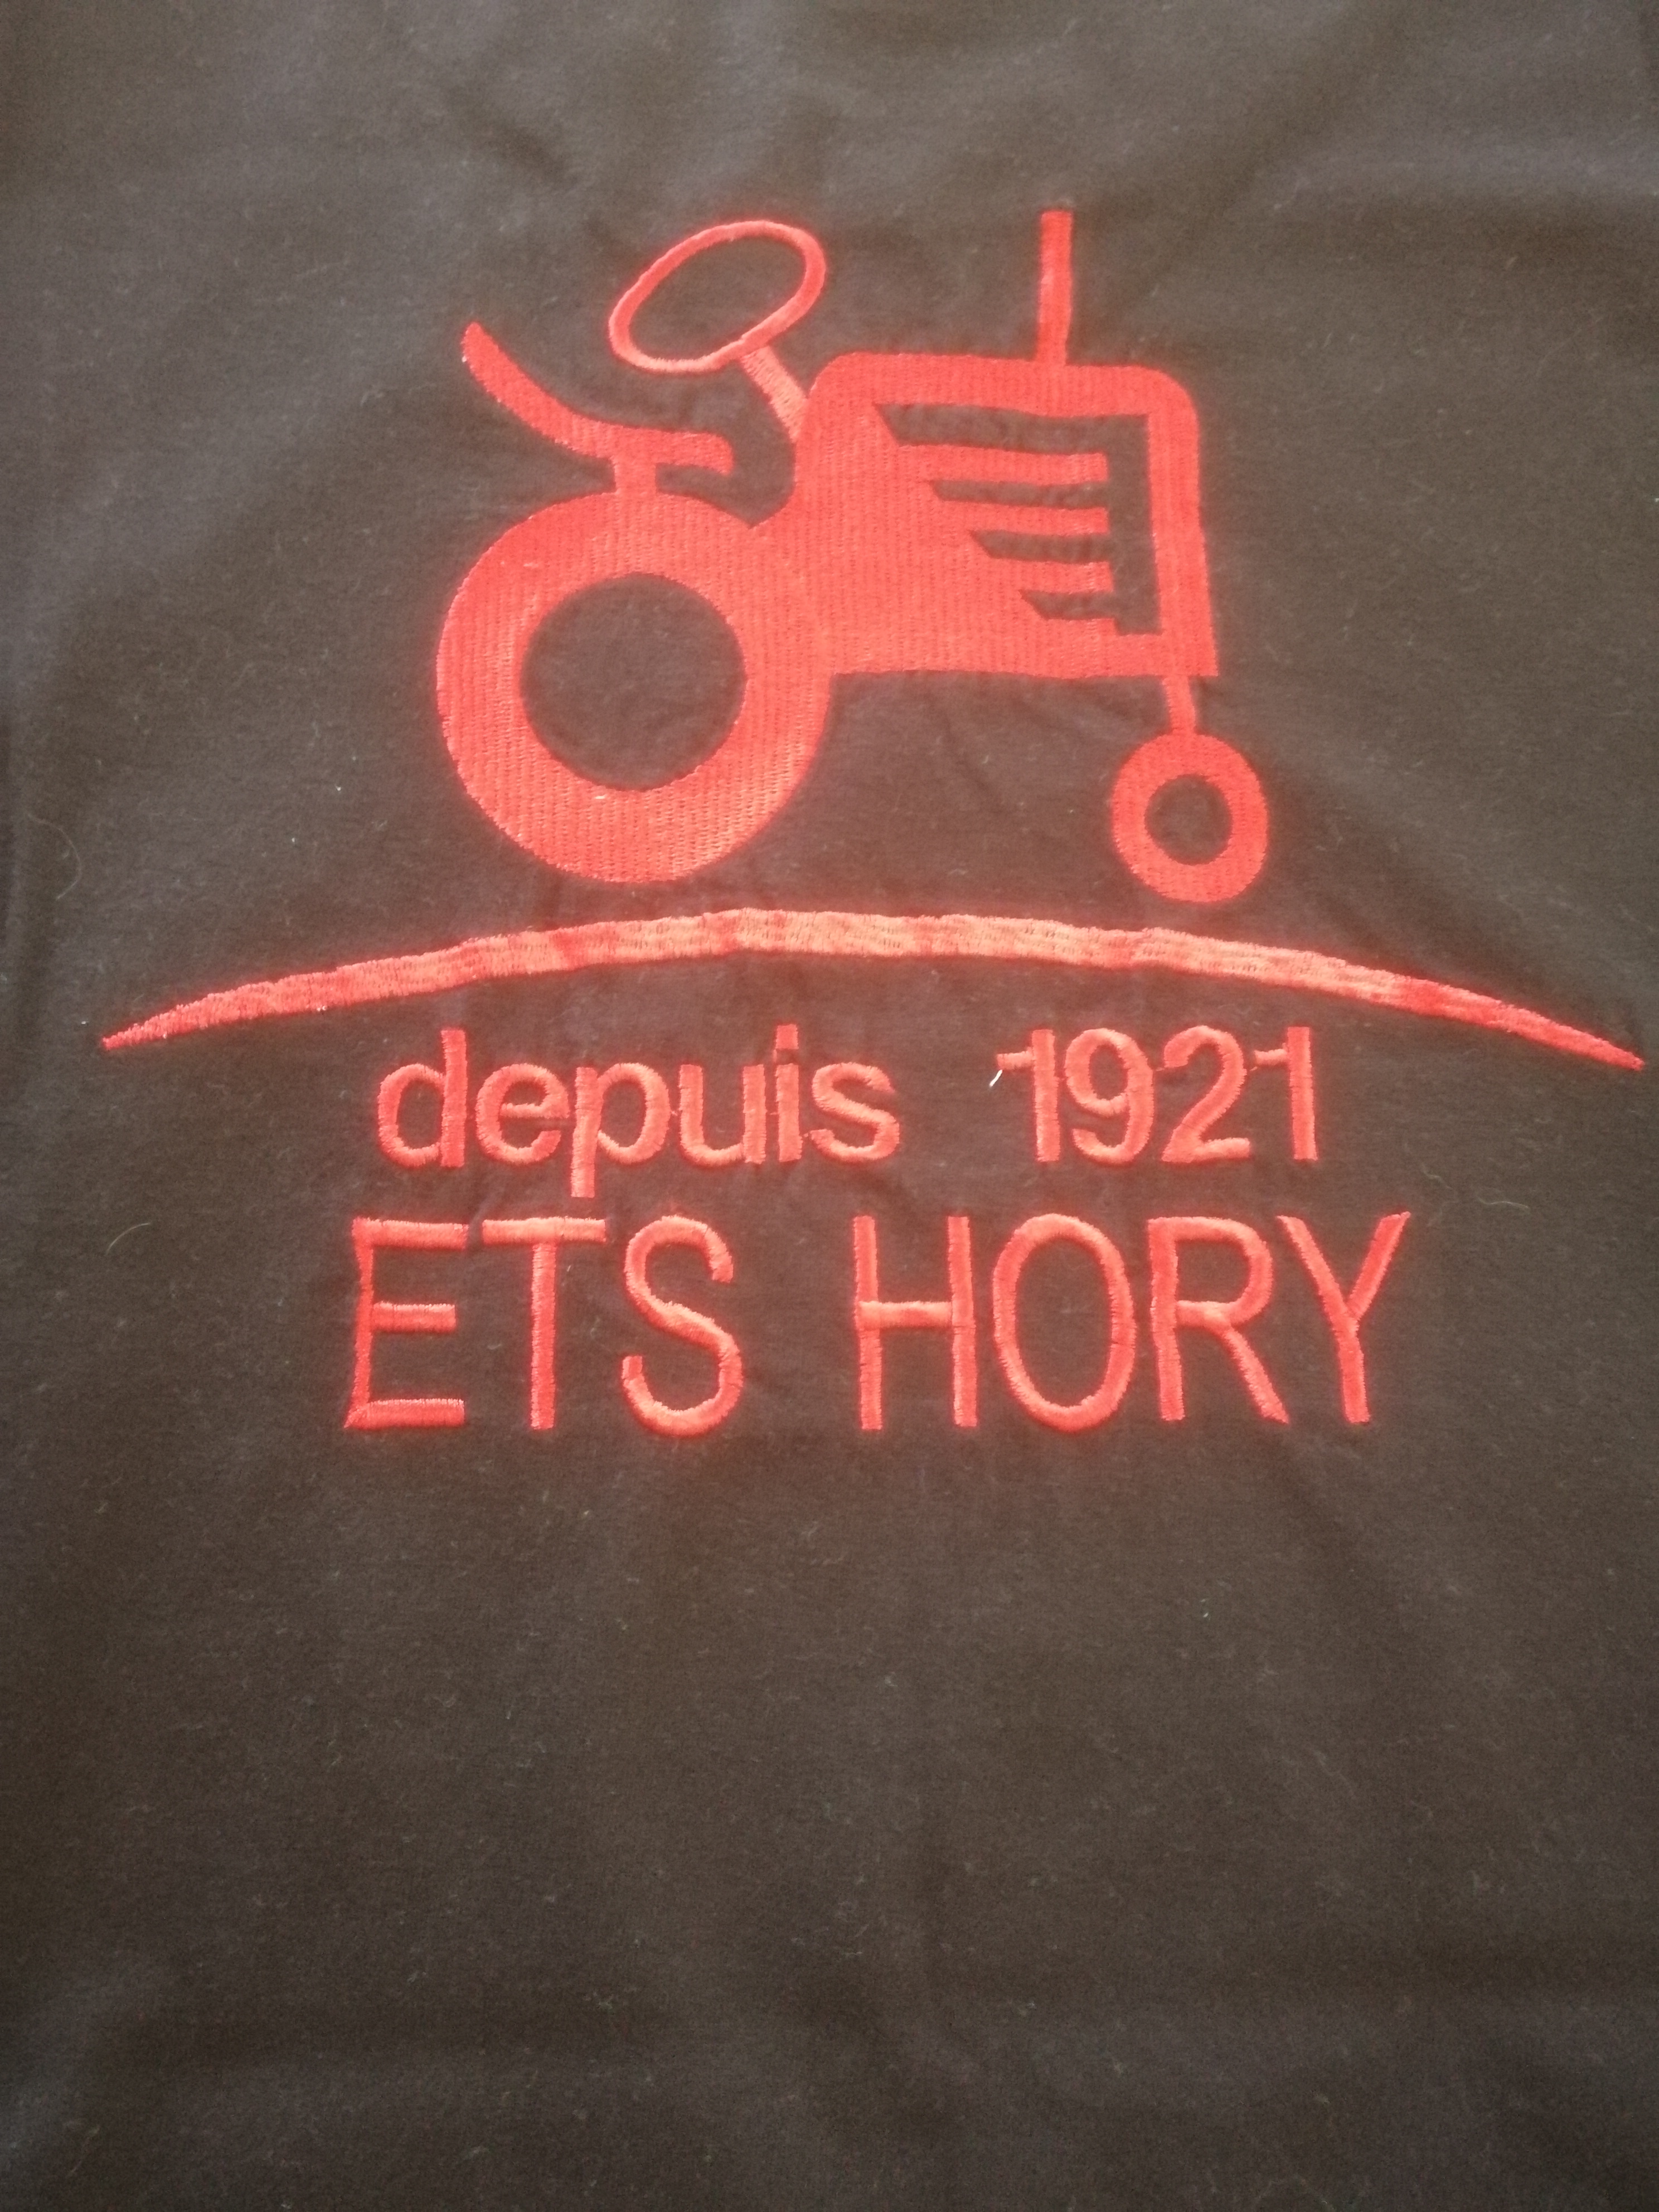 depuis 1921
ETS HORY